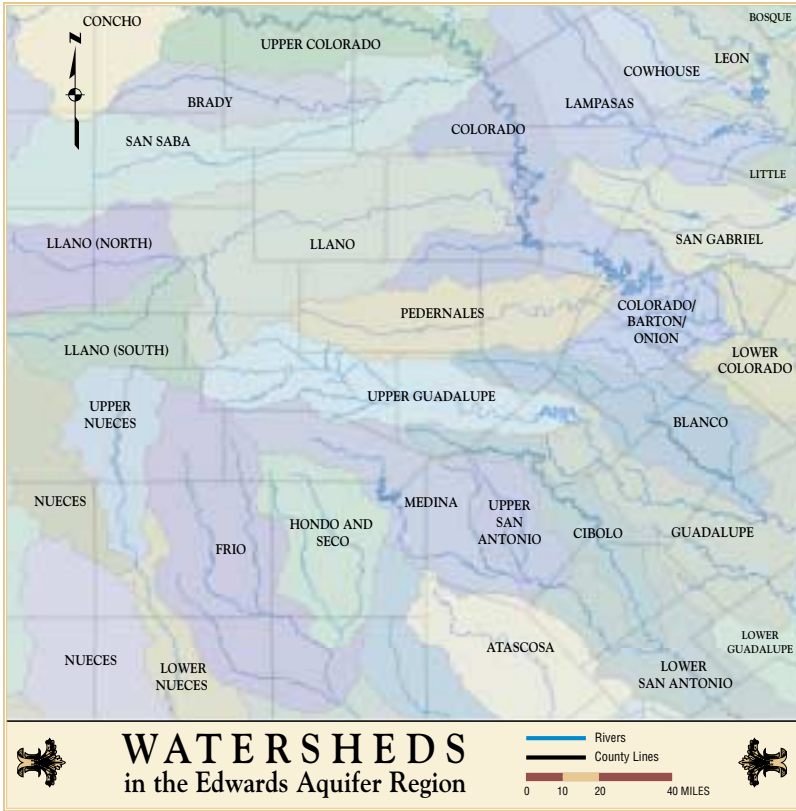 CONCHO
BOSQUE
UPPER COLORADO
LEON
COWHOUSE
BRADY
LAMPASAS
COLORADO
SAN SABA
LITTLE
LLANO (NORTH)
LLANO
SAN GABRIEL
PEDERNALES
COLORADO/
BARTON/
ONION
LLANO (SOUTH)
LOWER
COLORADO
UPPER GUADALUPE
UPPER
NUECES
BLANCO
NUECES
MEDINA
UPPER
SAN
ANTONIO
HONDO AND
SECO
CIBOLO
GUADALUPE
FRIO
LOWER
GUADALUPE
ATASCOSA
NUECES
LOWER
NUECES
LOWER
SAN ANTONIO
N
WATERSHEDS
in the Edwards Aquifer Region
Rivers
County Lines
0 10 20 40 MILES